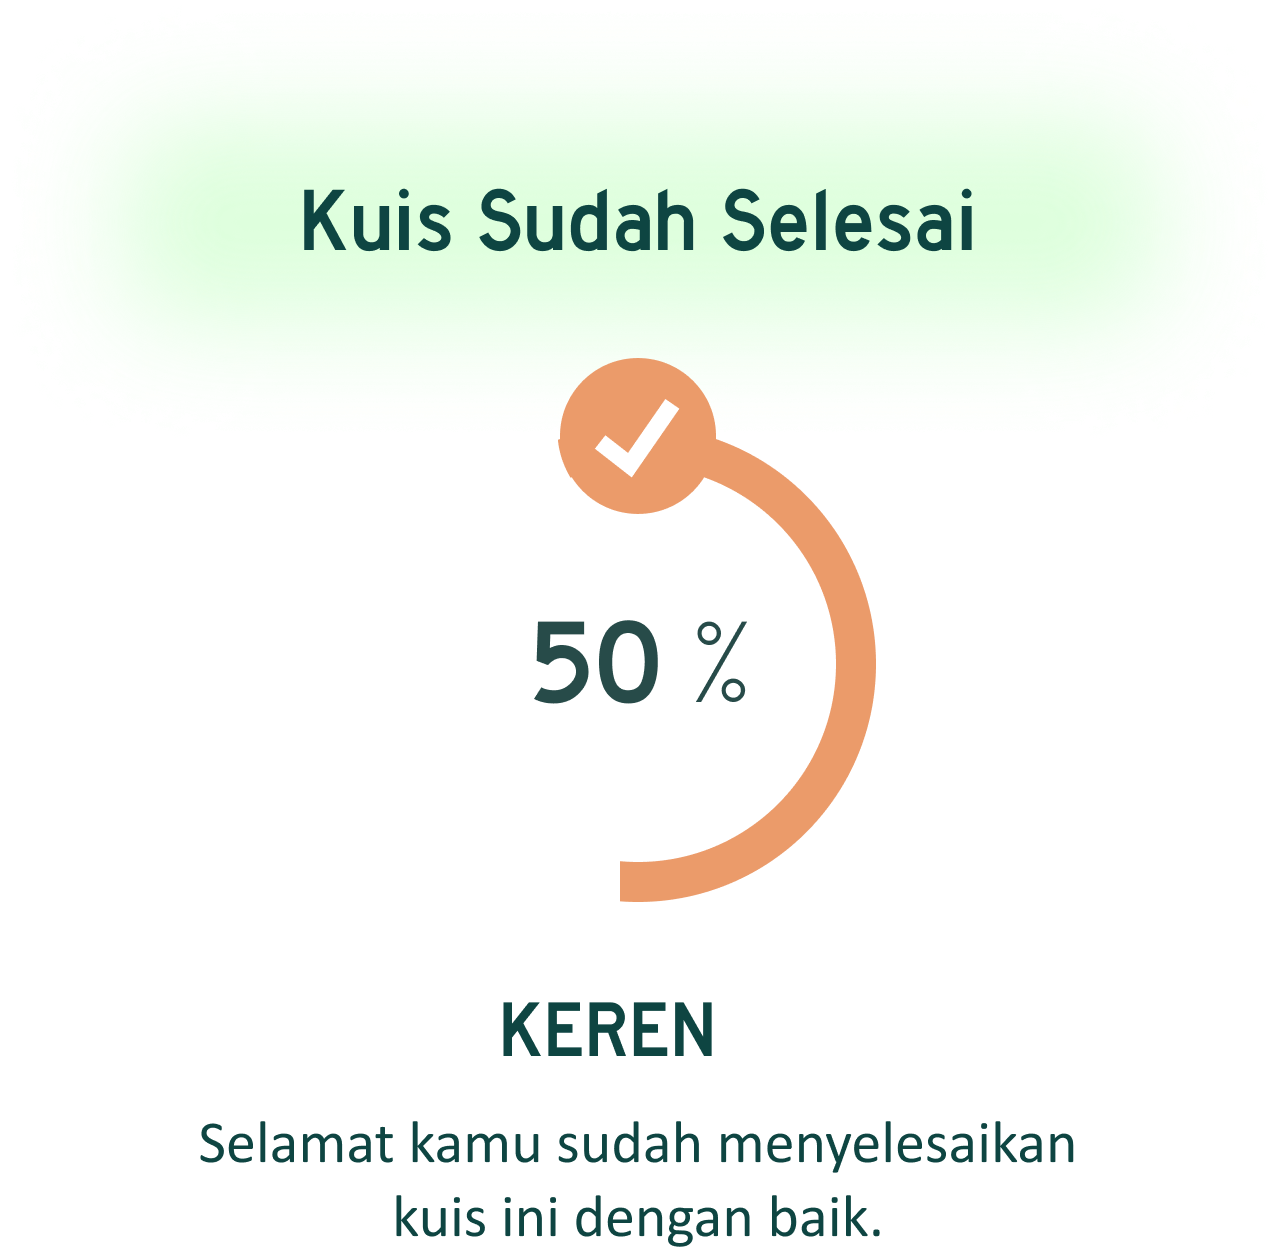 Kuis Sudah Selesai
50 %
KEREN
Selamat kamu sudah menyelesaikan
kuis ini dengan baik.